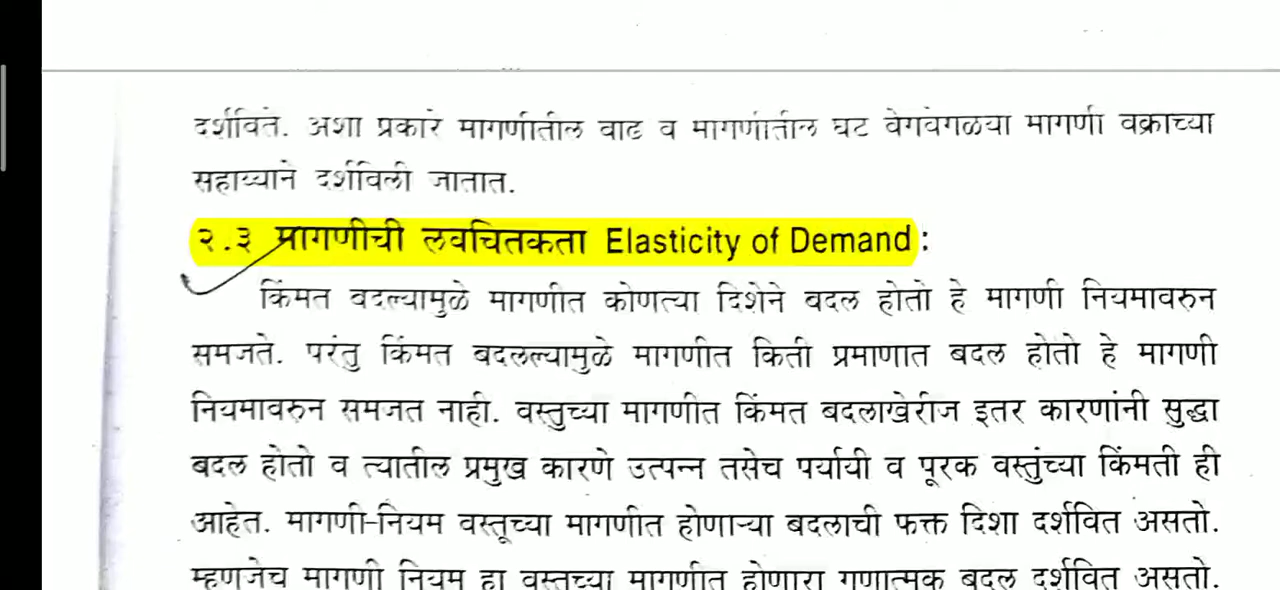 दर्शविते. अशा प्रकारे मागणीतील वाढ व मागणीतील घट वेगवेगळया मागणी वक्राच्या
सहाय्याने दर्शविली जातात.
२.३ मागणीची लवचितकता Elasticity of Demand :
किंमत बदल्यामुळे मागणीत कोणत्या दिशेने बदल होतो हे मागणी नियमावरुन
समजते. परंतु किंमत बदलल्यामुळे मागणीत किती प्रमाणात बदल होतो हे मागणी
नियमावरुन समजत नाही. वस्तुच्या मागणीत किंमत बदलाखेरीज इतर कारणांनी सुद्धा
बदल होतो व त्यातील प्रमुख कारणे उत्पन्न तसेच पर्यायी व पूरक वस्तुंच्या किंमती ही
आहेत. मागणी-नियम वस्तूच्या मागणीत होणाऱ्या बदलाची फक्त दिशा दर्शवित असतो.
म्हणजेच मागणी नियम हा वस्तुच्या मागणीत होणारा गुणात्मक बदल दर्शवित असतो.